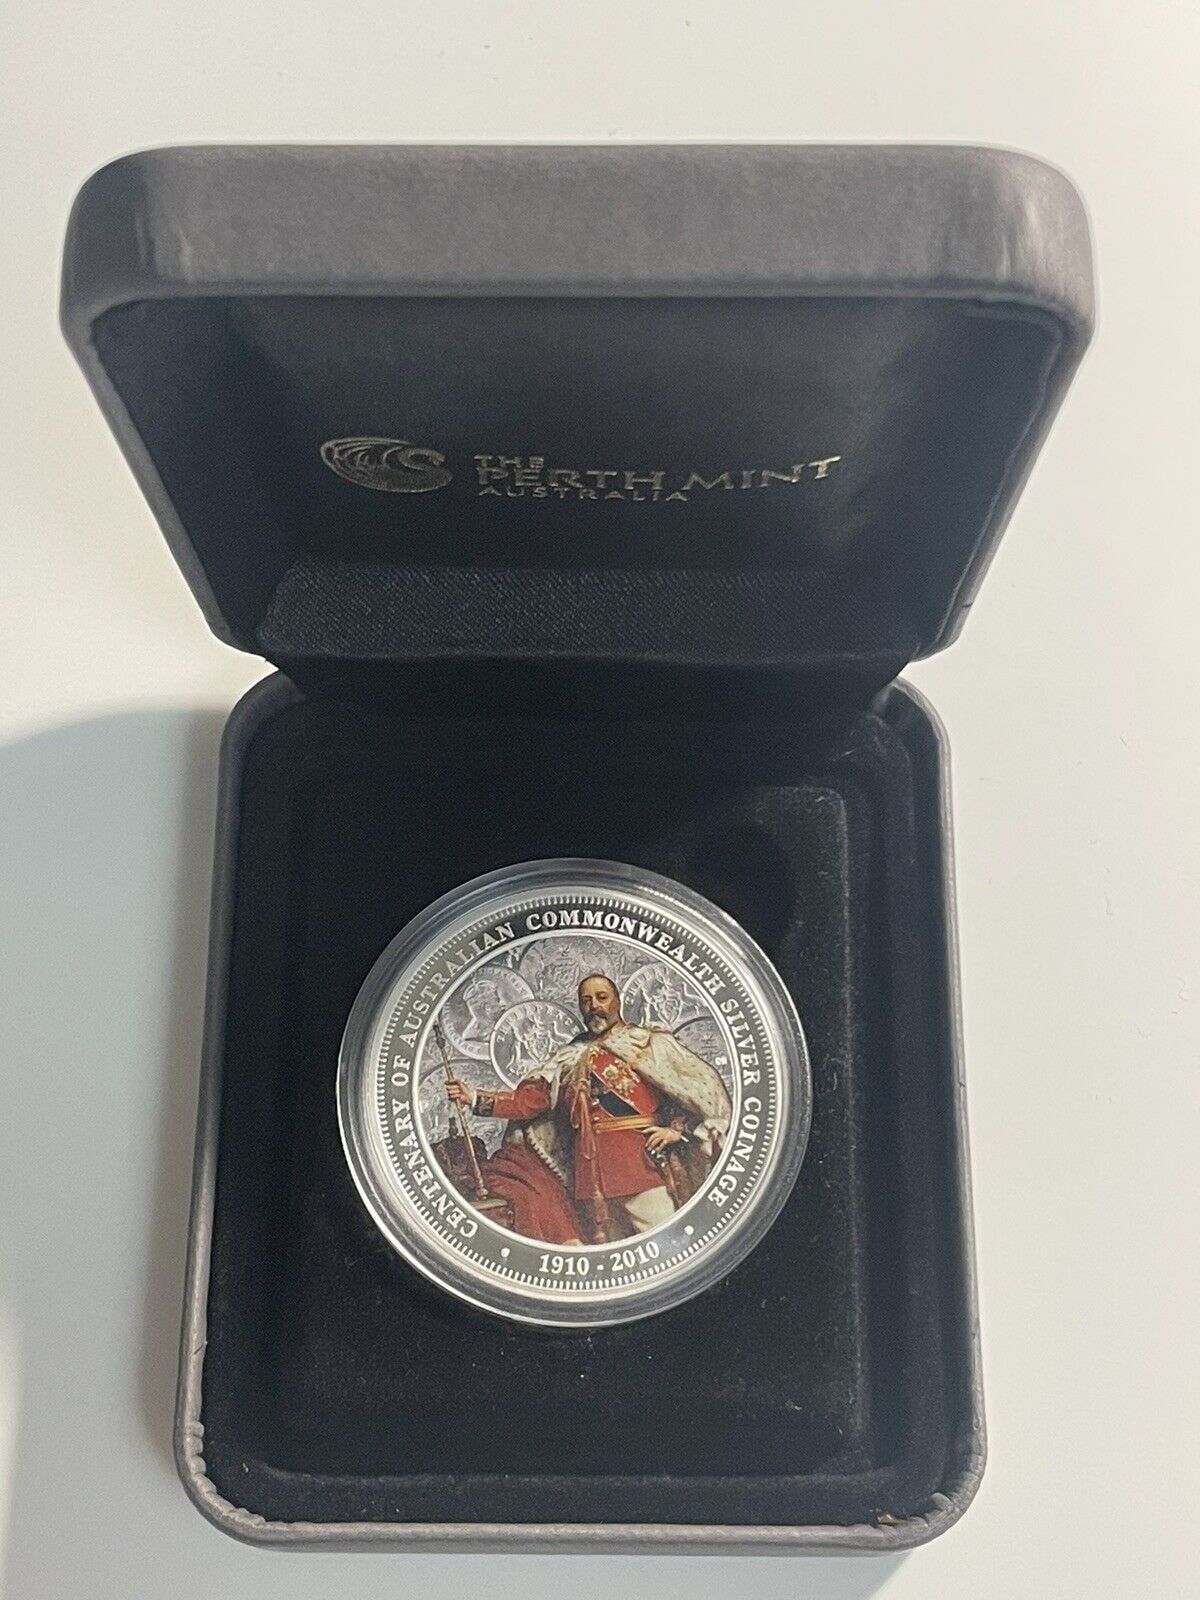 THE
PERTH MINT
AUSTRALIA
CENTENARY OF AUSTRALIAN COMMONWEALTH SILVER COINAGE
• 1910 - 2010 •